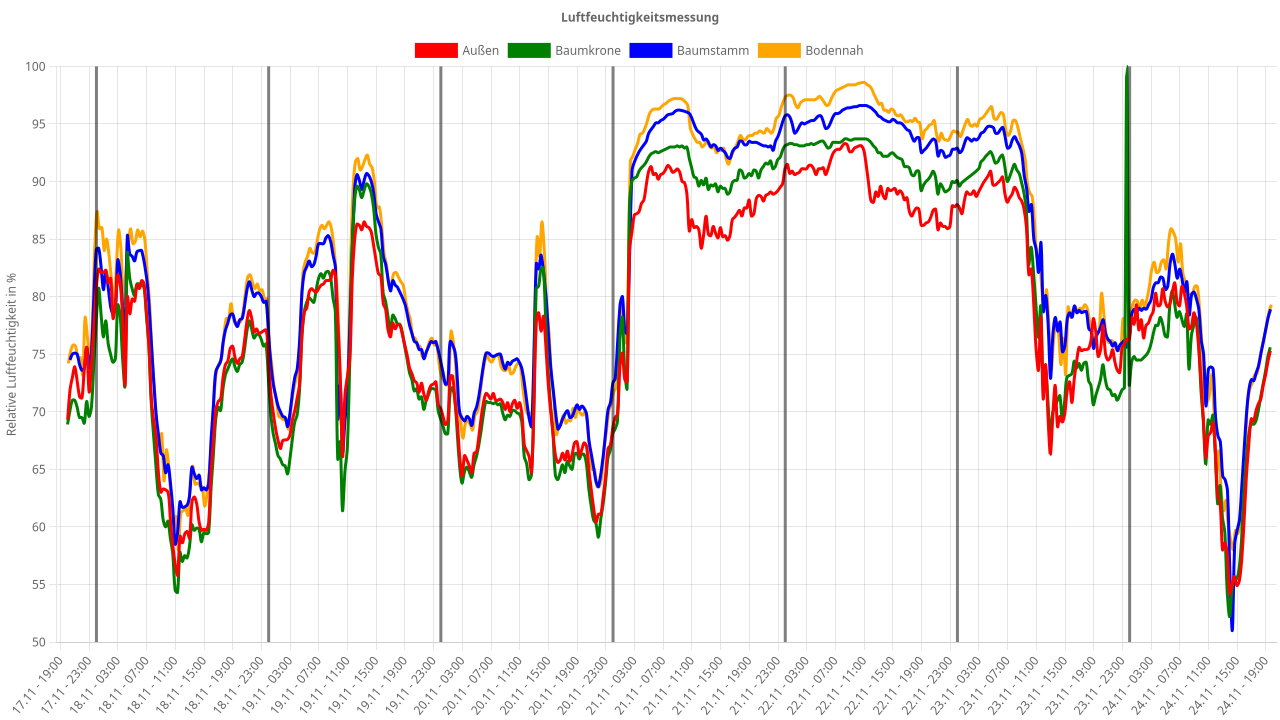 Luftfeuchtigkeitsmessung
Außen Baumkrone Baumstamm Bodennah
Relative Luftfeuchtigkeit in %
100
95
90
85
80
75
70
65
60
55
50
17.11 - 19:00
17.11 - 23:00
18.11 - 03:00
18.11 - 07:00
18.11 - 11:00
18.11 - 15:00
18.11 - 19:00
18.11 - 23:00
19.11 - 03:00
19.11 - 07:00
19.11 - 11:00
19.11 - 15:00
19.11 - 19:00
19.11 - 23:00
20.11 - 03:00
20.11 - 07:00
20.11 - 11:00
20.11 - 15:00
20.11 - 19:00
20.11 - 23:00
21.11 - 03:00
21.11 - 07:00
21.11 - 11:00
21.11 - 15:00
21.11 - 19:00
21.11 - 23:00
22.11 - 03:00
22.11 - 07:00
22.11 - 11:00
22.11 - 15:00
22.11 - 19:00
22.11 - 23:00
23.11 - 03:00
23.11 - 07:00
23.11 - 11:00
23.11 - 15:00
23.11 - 19:00
23.11 - 23:00
24.11 - 03:00
24.11 - 07:00
24.11 - 11:00
24.11 - 15:00
24.11 - 19:00